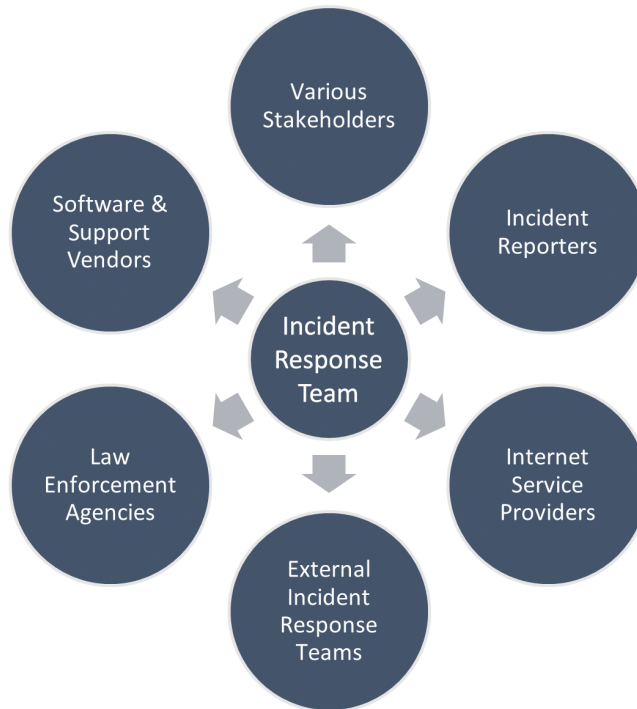 Various
Stakeholders
Software &
Support
Vendors
Incident
Reporters
Incident
Response
Team
Law
Enforcement
Agencies
Internet
Service
Providers
External
Incident
Response
Teams